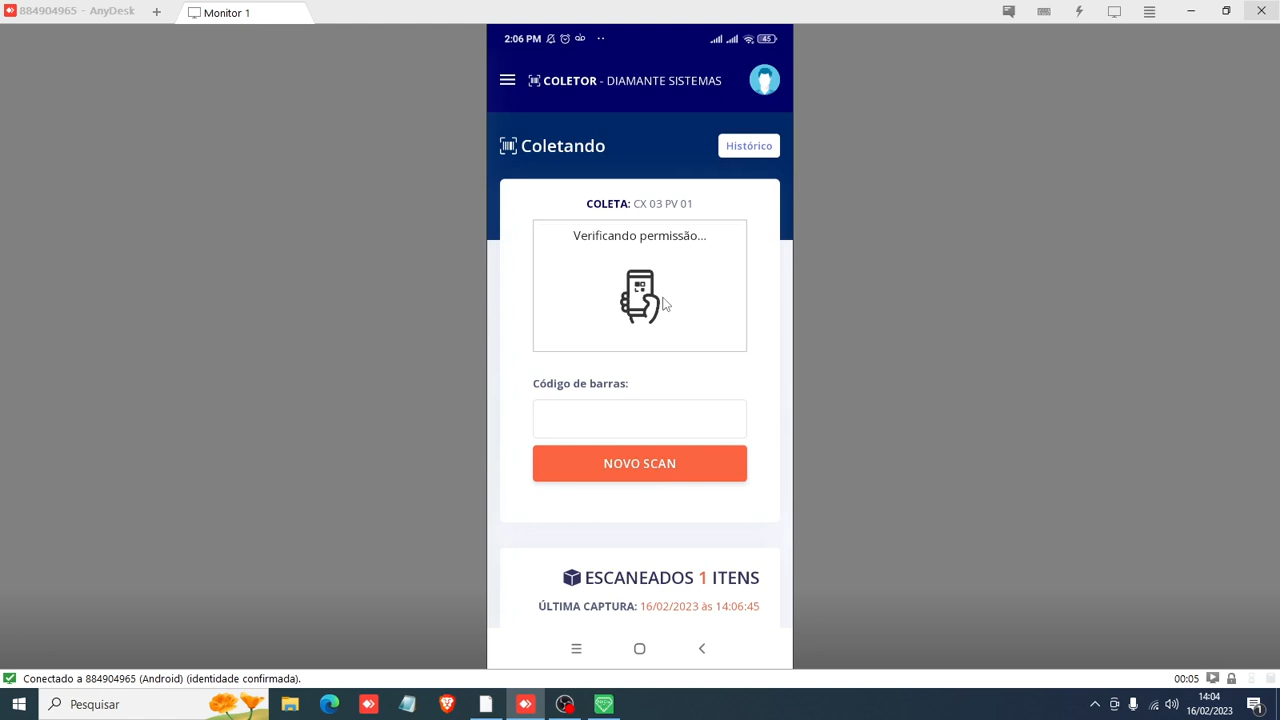 884904965 - AnyDesk
Monitor 1
2:06 PM
45
COLETOR - DIAMANTE SISTEMAS
Coletando
Histórico
COLETA: CX 03 PV 01
Verificando permissão...
Código de barras:
NOVO SCAN
ESCANEADOS 1 ITENS
ÚLTIMA CAPTURA: 16/02/2023 às 14:06:45
Conectado a 884904965 (Android) (identidade confirmada).
00:05
Pesquisar
14:04
16/02/2023